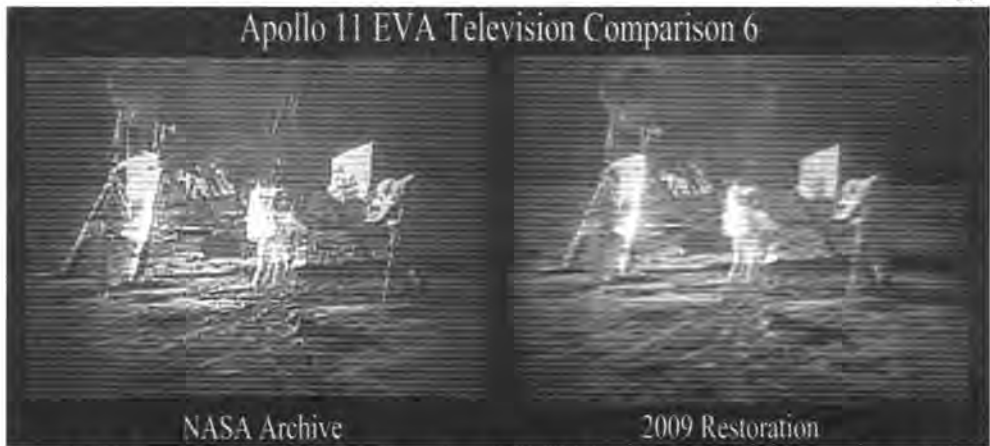 Apollo 11 EVA Television Comparison 6
NASA Archive
2009 Restoration